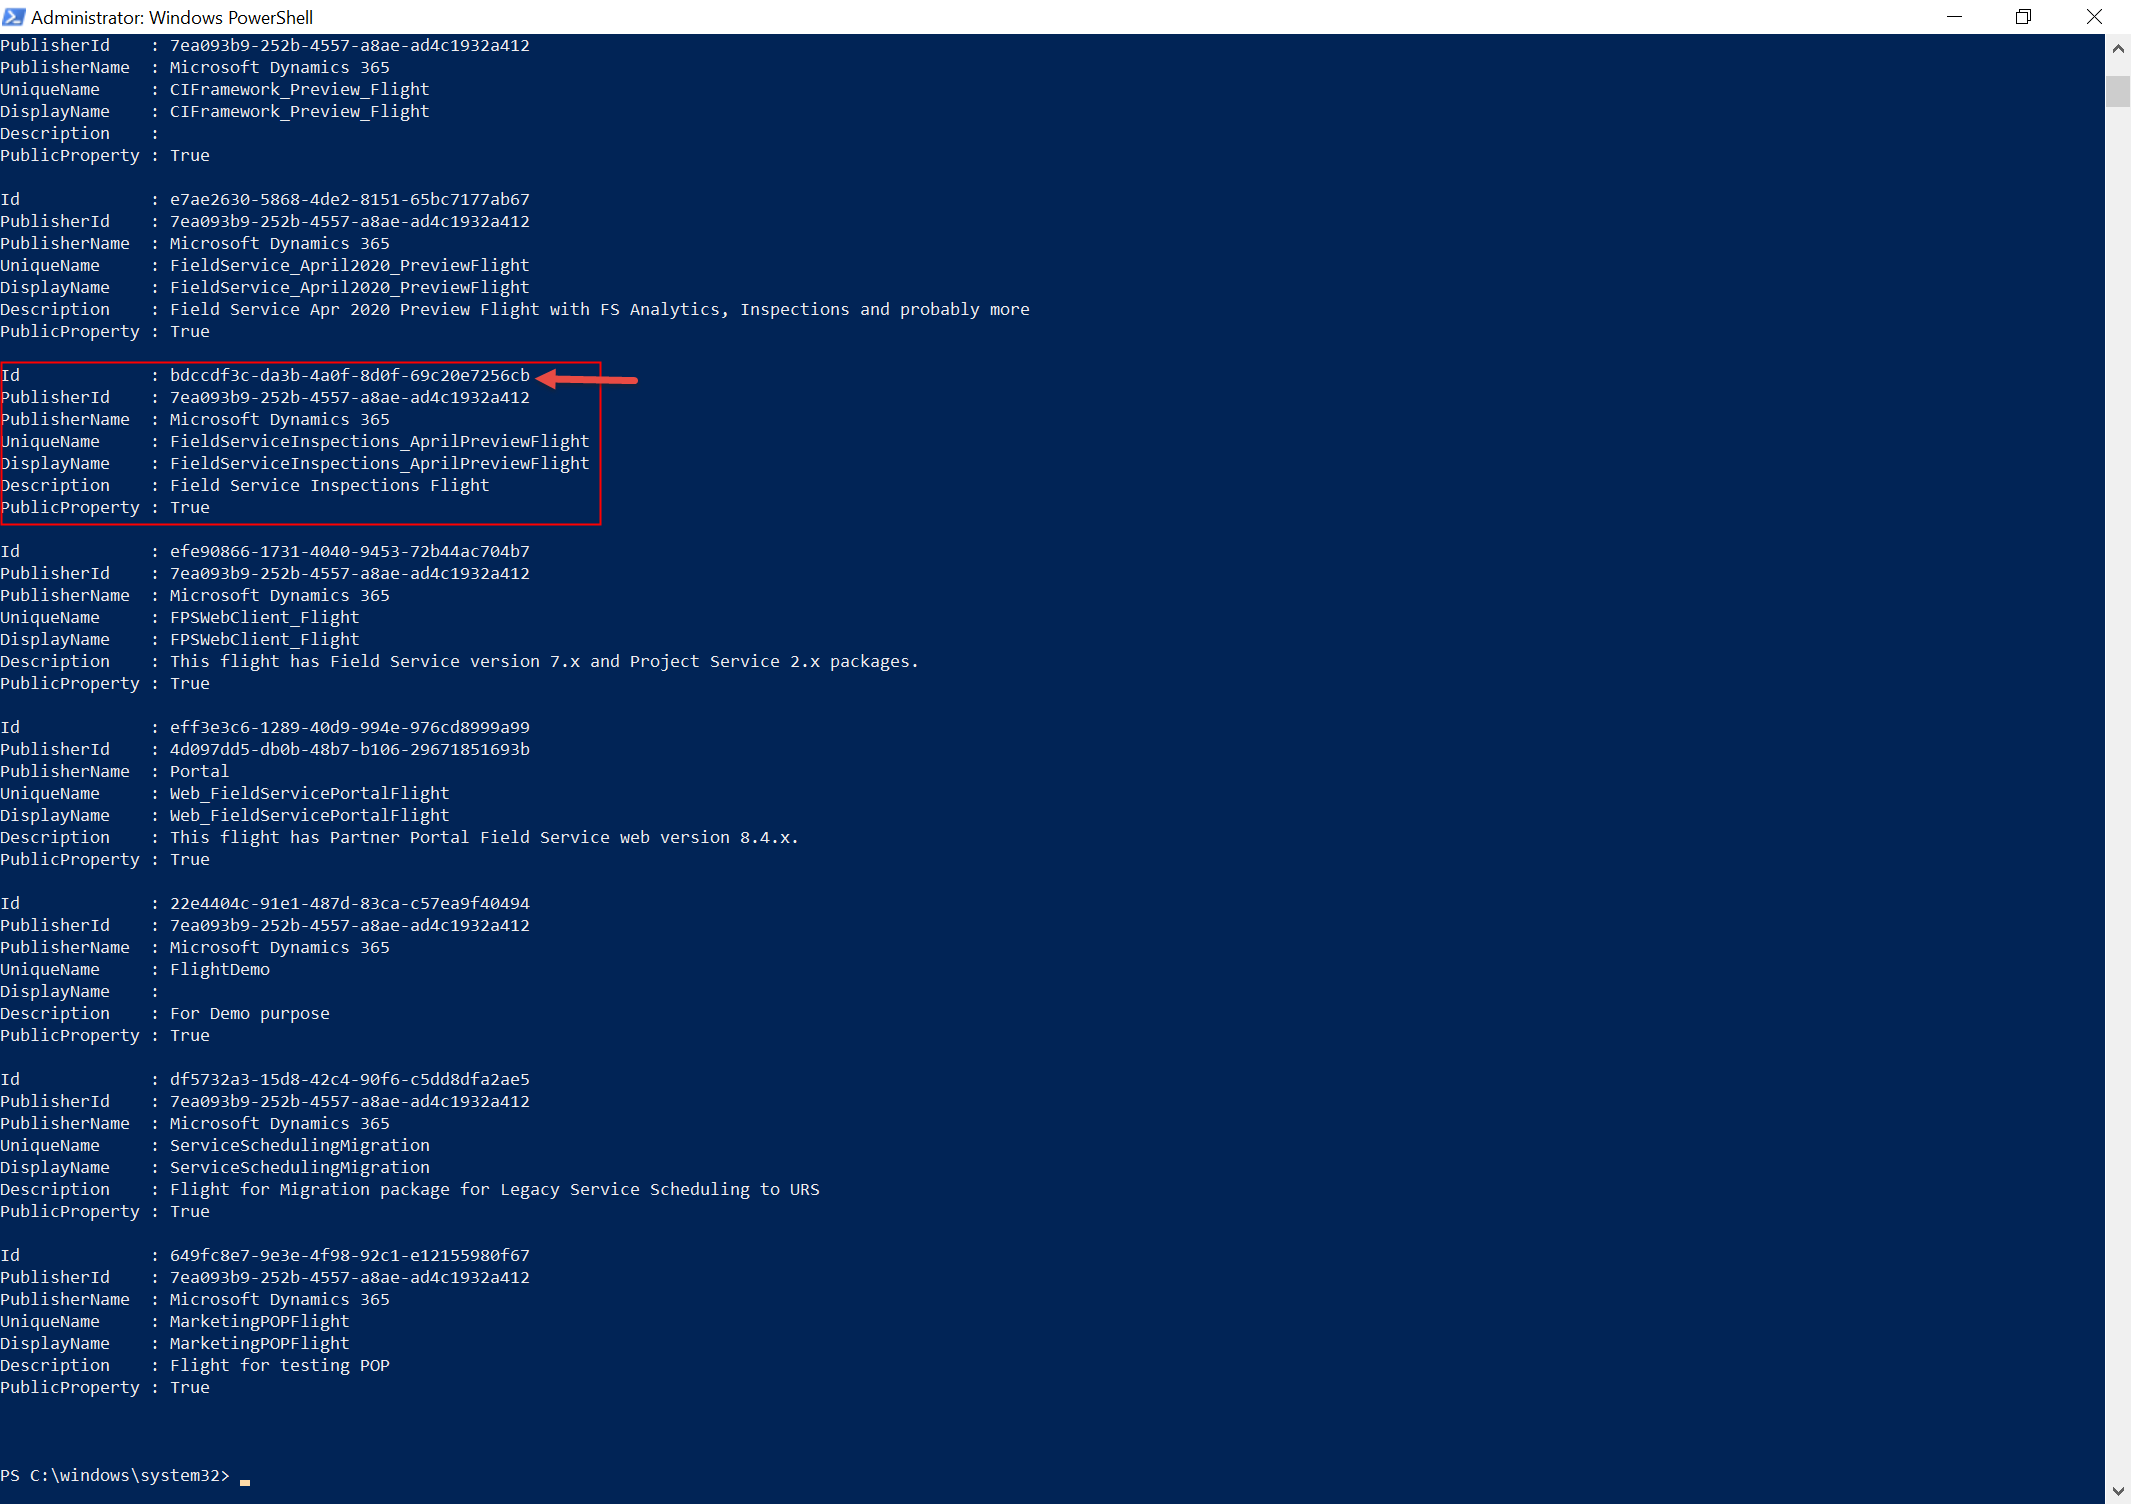 Administrator: Windows PowerShell
PublisherId    : 7ea093b9-252b-4557-a8ae-ad4c1932a412
PublisherName  : Microsoft Dynamics 365
UniqueName     : CIFramework_Preview_Flight
DisplayName    : CIFramework_Preview_Flight
Description    :
PublicProperty : True
Id             : e7ae2630-5868-4de2-8151-65bc7177ab67
PublisherId    : 7ea093b9-252b-4557-a8ae-ad4c1932a412
PublisherName  : Microsoft Dynamics 365
UniqueName     : FieldService_April2020_PreviewFlight
DisplayName    : FieldService_April2020_PreviewFlight
Description    : Field Service Apr 2020 Preview Flight with FS Analytics, Inspections and probably more
PublicProperty : True
Id             : bdccdf3c-da3b-4a0f-8d0f-69c20e7256cb
PublisherId    : 7ea093b9-252b-4557-a8ae-ad4c1932a412
PublisherName  : Microsoft Dynamics 365
UniqueName     : FieldServiceInspections_AprilPreviewFlight
DisplayName    : FieldServiceInspections_AprilPreviewFlight
Description    : Field Service Inspections Flight
PublicProperty : True
Id             : efe90866-1731-4040-9453-72b44ac704b7
PublisherId    : 7ea093b9-252b-4557-a8ae-ad4c1932a412
PublisherName  : Microsoft Dynamics 365
UniqueName     : FPSWebClient_Flight
DisplayName    : FPSWebClient_Flight
Description    : This flight has Field Service version 7.x and Project Service 2.x packages.
PublicProperty : True
Id             : eff3e3c6-1289-40d9-994e-976cd8999a99
PublisherId    : 4d097dd5-db0b-48b7-b106-29671851693b
PublisherName  : Portal
UniqueName     : Web_FieldServicePortalFlight
DisplayName    : Web_FieldServicePortalFlight
Description    : This flight has Partner Portal Field Service web version 8.4.x.
PublicProperty : True
Id             : 22e4404c-91e1-487d-83ca-c57ea9f40494
PublisherId    : 7ea093b9-252b-4557-a8ae-ad4c1932a412
PublisherName  : Microsoft Dynamics 365
UniqueName     : FlightDemo
DisplayName    :
Description    : For Demo purpose
PublicProperty : True
Id             : df5732a3-15d8-42c4-90f6-c5dd8dfa2ae5
PublisherId    : 7ea093b9-252b-4557-a8ae-ad4c1932a412
PublisherName  : Microsoft Dynamics 365
UniqueName     : ServiceSchedulingMigration
DisplayName    : ServiceSchedulingMigration
Description    : Flight for Migration package for Legacy Service Scheduling to URS
PublicProperty : True
Id             : 649fc8e7-9e3e-4f98-92c1-e12155980f67
PublisherId    : 7ea093b9-252b-4557-a8ae-ad4c1932a412
PublisherName  : Microsoft Dynamics 365
UniqueName     : MarketingPOPFlight
DisplayName    : MarketingPOPFlight
Description    : Flight for testing POP
PublicProperty : True
PS C:\windows\system32>